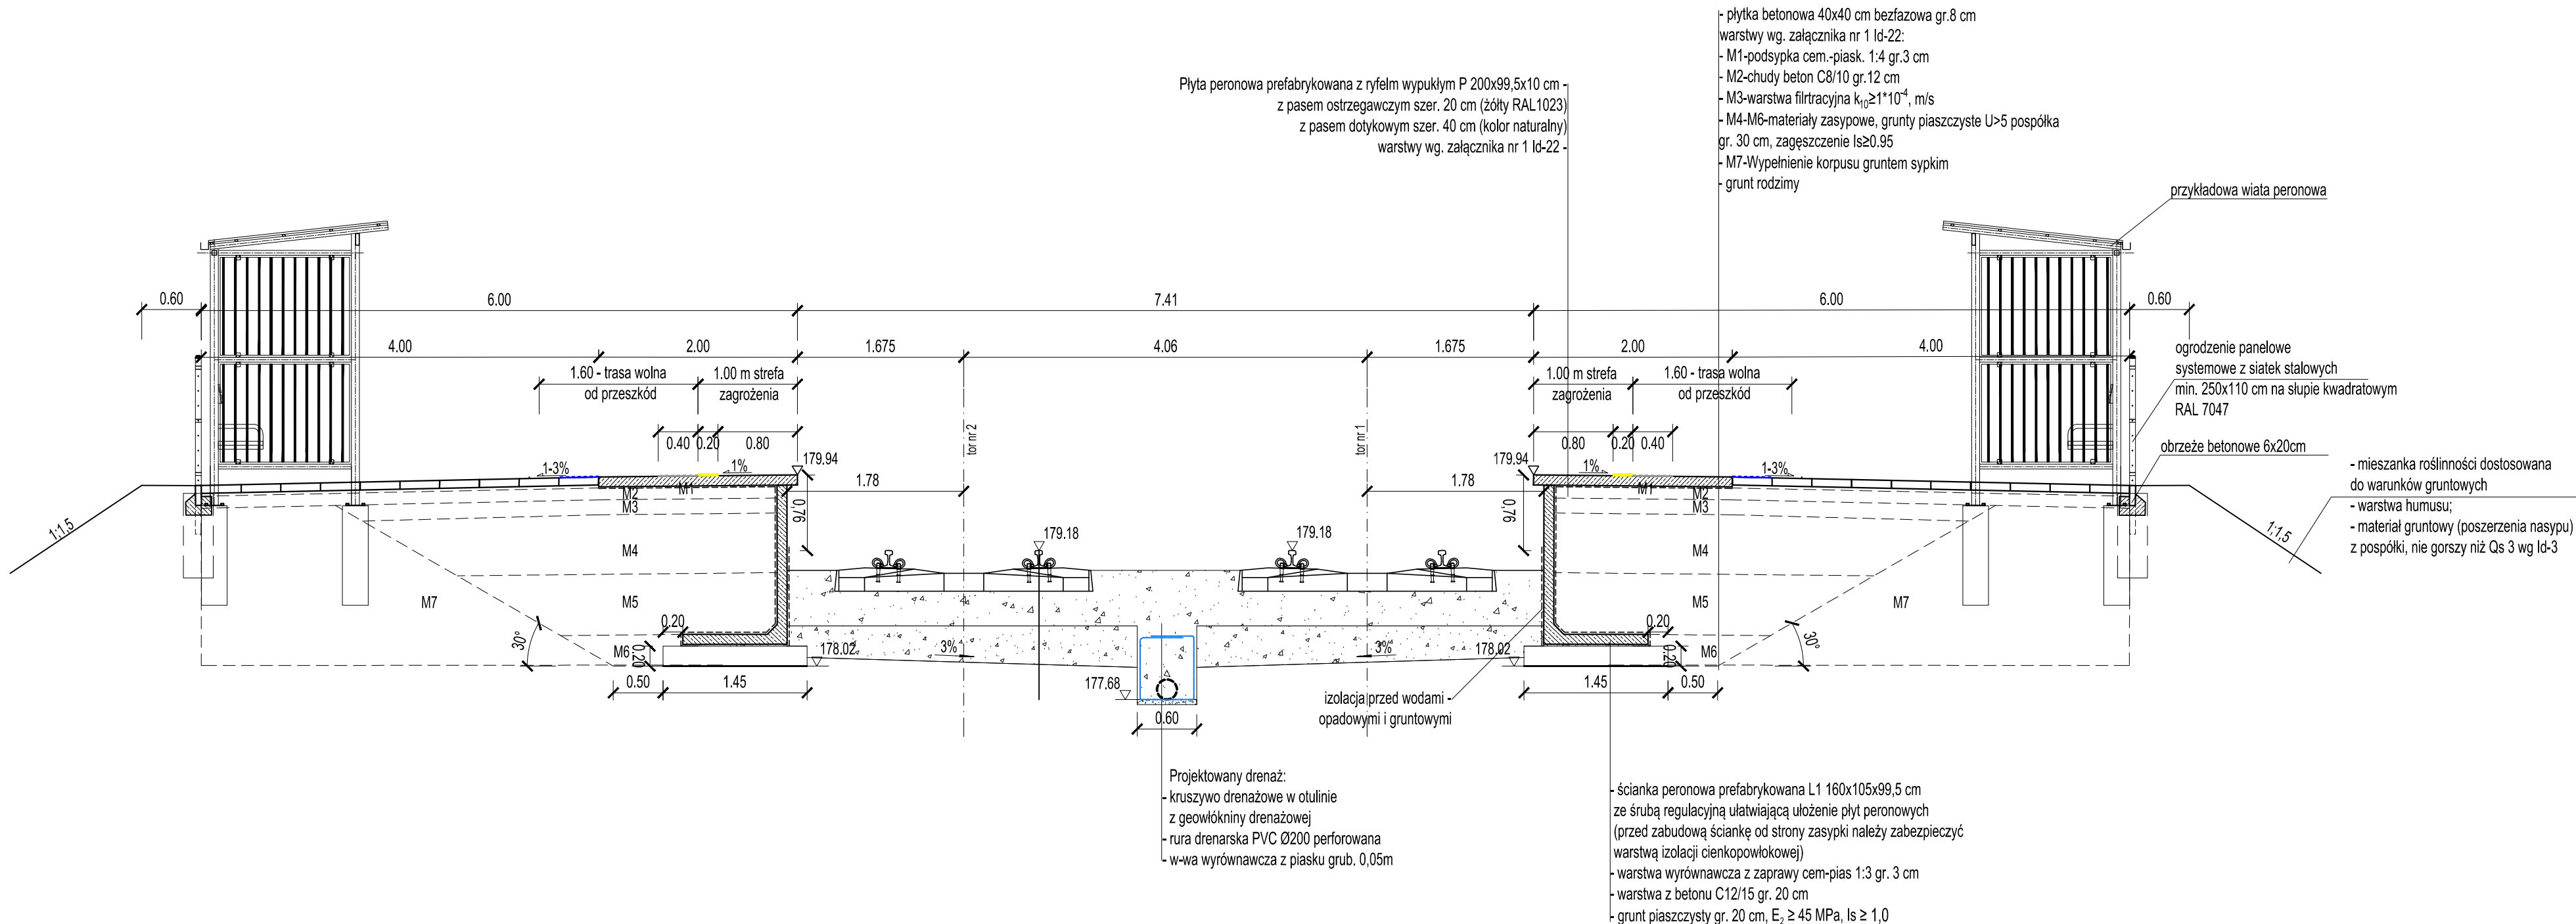 - płytka betonowa 40x40 cm bezfazowa gr.8 cm
warstwy wg. załącznika nr 1 Id-22:
- M1-podsypka cem.-piask. 1:4 gr.3 cm
- M2-chudy beton C8/10 gr.12 cm
- M3-warstwa filrtracyjna k₁₀≥1*10⁻⁴, m/s
- M4-M6-materiały zasypowe, grunty piaszczyste U>5 pospółka
gr. 30 cm, zagęszczenie Is≥0.95
- M7-Wypełnienie korpusu gruntem sypkim
- grunt rodzimy
Płyta peronowa prefabrykowana z ryfelm wypukłym P 200x99,5x10 cm -
z pasem ostrzegawczym szer. 20 cm (żółty RAL1023)
z pasem dotykowym szer. 40 cm (kolor naturalny)
warstwy wg. załącznika nr 1 Id-22 -
przykładowa wiata peronowa
0.60 6.00 7.41 6.00 0.60
4.00 2.00 1.675 4.06 1.675 2.00 4.00
1.60 - trasa wolna
od przeszkód
1.00 m strefa
zagrożenia
1.00 m strefa
zagrożenia
1.60 - trasa wolna
od przeszkód
ogrodzenie panelowe
systemowe z siatek stalowych
min. 250x110 cm na słupie kwadratowym
RAL 7047
obrzeże betonowe 6x20cm
0.40 0.20 0.80
tor nr 2
tor nr 1
0.80 0.20 0.40
1-3% 1% 179.94
179.94 1% 1-3%
1.78
1.78
0,76
0,76
179.18
179.18
- mieszanka roślinności dostosowana
do warunków gruntowych
- warstwa humusu;
- materiał gruntowy (poszerzenia nasypu)
z pospółki, nie gorszy niż Qs 3 wg Id-3
1:1,5
1:1,5
M1
M2
M3
M4
M5
M6
M7
M1
M2
M3
M4
M5
M6
M7
0.20
0.20
30°
0.20
0.20
30°
178.02 3% 3% 178.02
0.50 1.45 177.68 1.45 0.50
0.60
izolacja przed wodami -
opadowymi i gruntowymi
Projektowany drenaż:
- kruszywo drenażowe w otulinie
z geowłókniny drenażowej
- rura drenarska PVC Ø200 perforowana
- w-wa wyrównawcza z piasku grub. 0,05m
- ścianka peronowa prefabrykowana L1 160x105x99,5 cm
ze śrubą regulacyjną ułatwiającą ułożenie płyt peronowych
(przed zabudową ściankę od strony zasypki należy zabezpieczyć
warstwą izolacji cienkopowłokowej)
- warstwa wyrównawcza z zaprawy cem-pias 1:3 gr. 3 cm
- warstwa z betonu C12/15 gr. 20 cm
- grunt piaszczysty gr. 20 cm, E₂ ≥ 45 MPa, Is ≥ 1,0